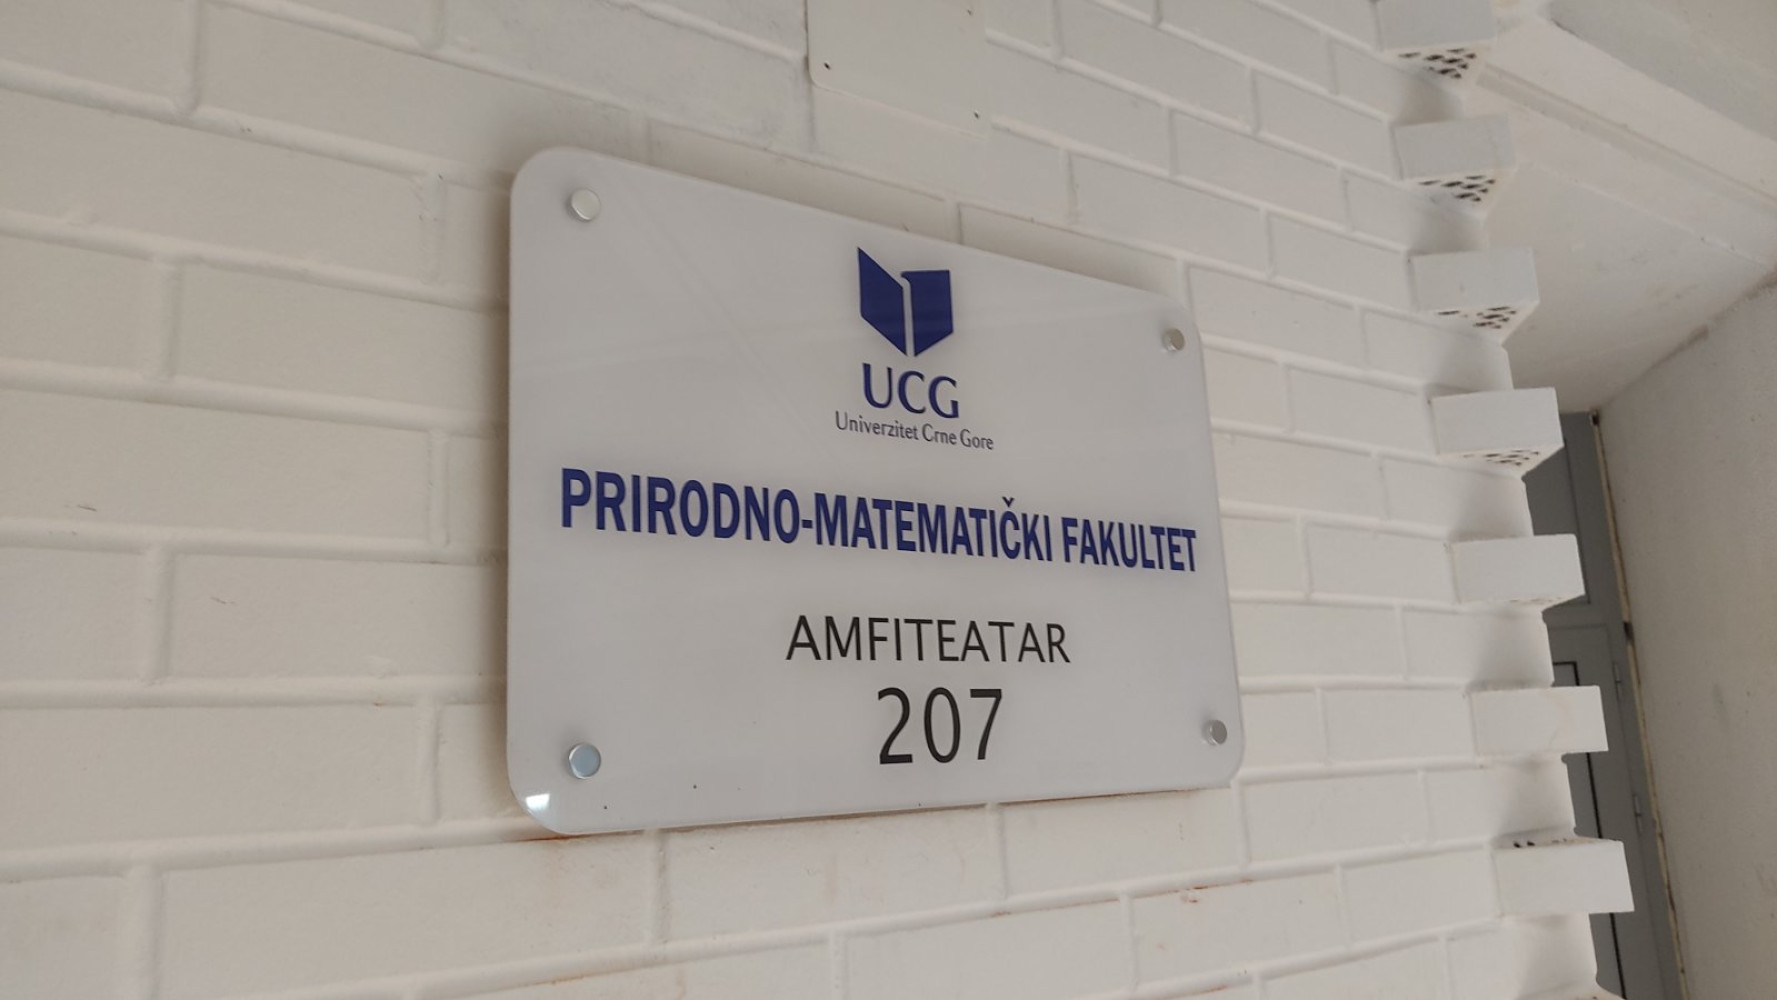 UCG
Univerzitet Crne Gore
PRIRODNO-MATEMATIČKI FAKULTET
AMFITEATAR
207